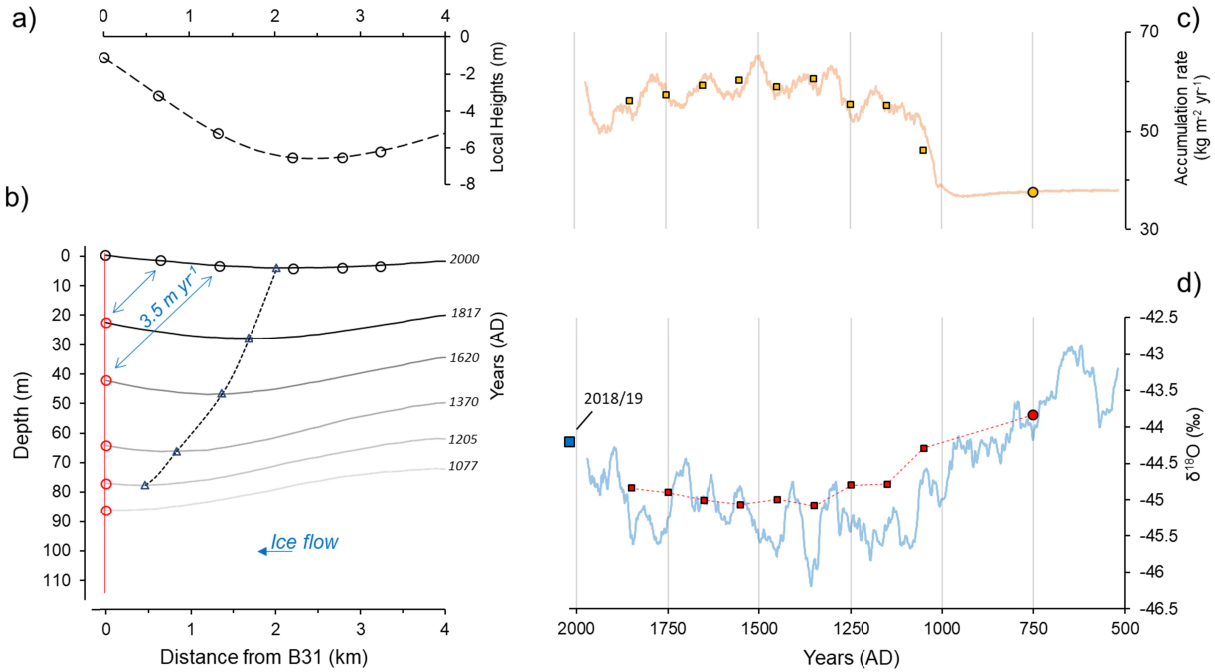 a)
0 1 2 3 4
0
-2
-4
-6
-8
Local Heights (m)
b)
0
10
20
30
40
50
60
70
80
90
100
110
Depth (m)
3.5 m yr¹
2000
1817
1620
1370
1205
1077
Years (AD)
Ice flow
0 1 2 3 4
Distance from B31 (km)
c)
70
50
30
Accumulation rate
(kg m⁻² yr⁻¹)
d)
2018/19
-42.5
-43
-43.5
-44
-44.5
-45
-45.5
-46
-46.5
δ¹⁸O (‰)
2000 1750 1500 1250 1000 750 500
Years (AD)